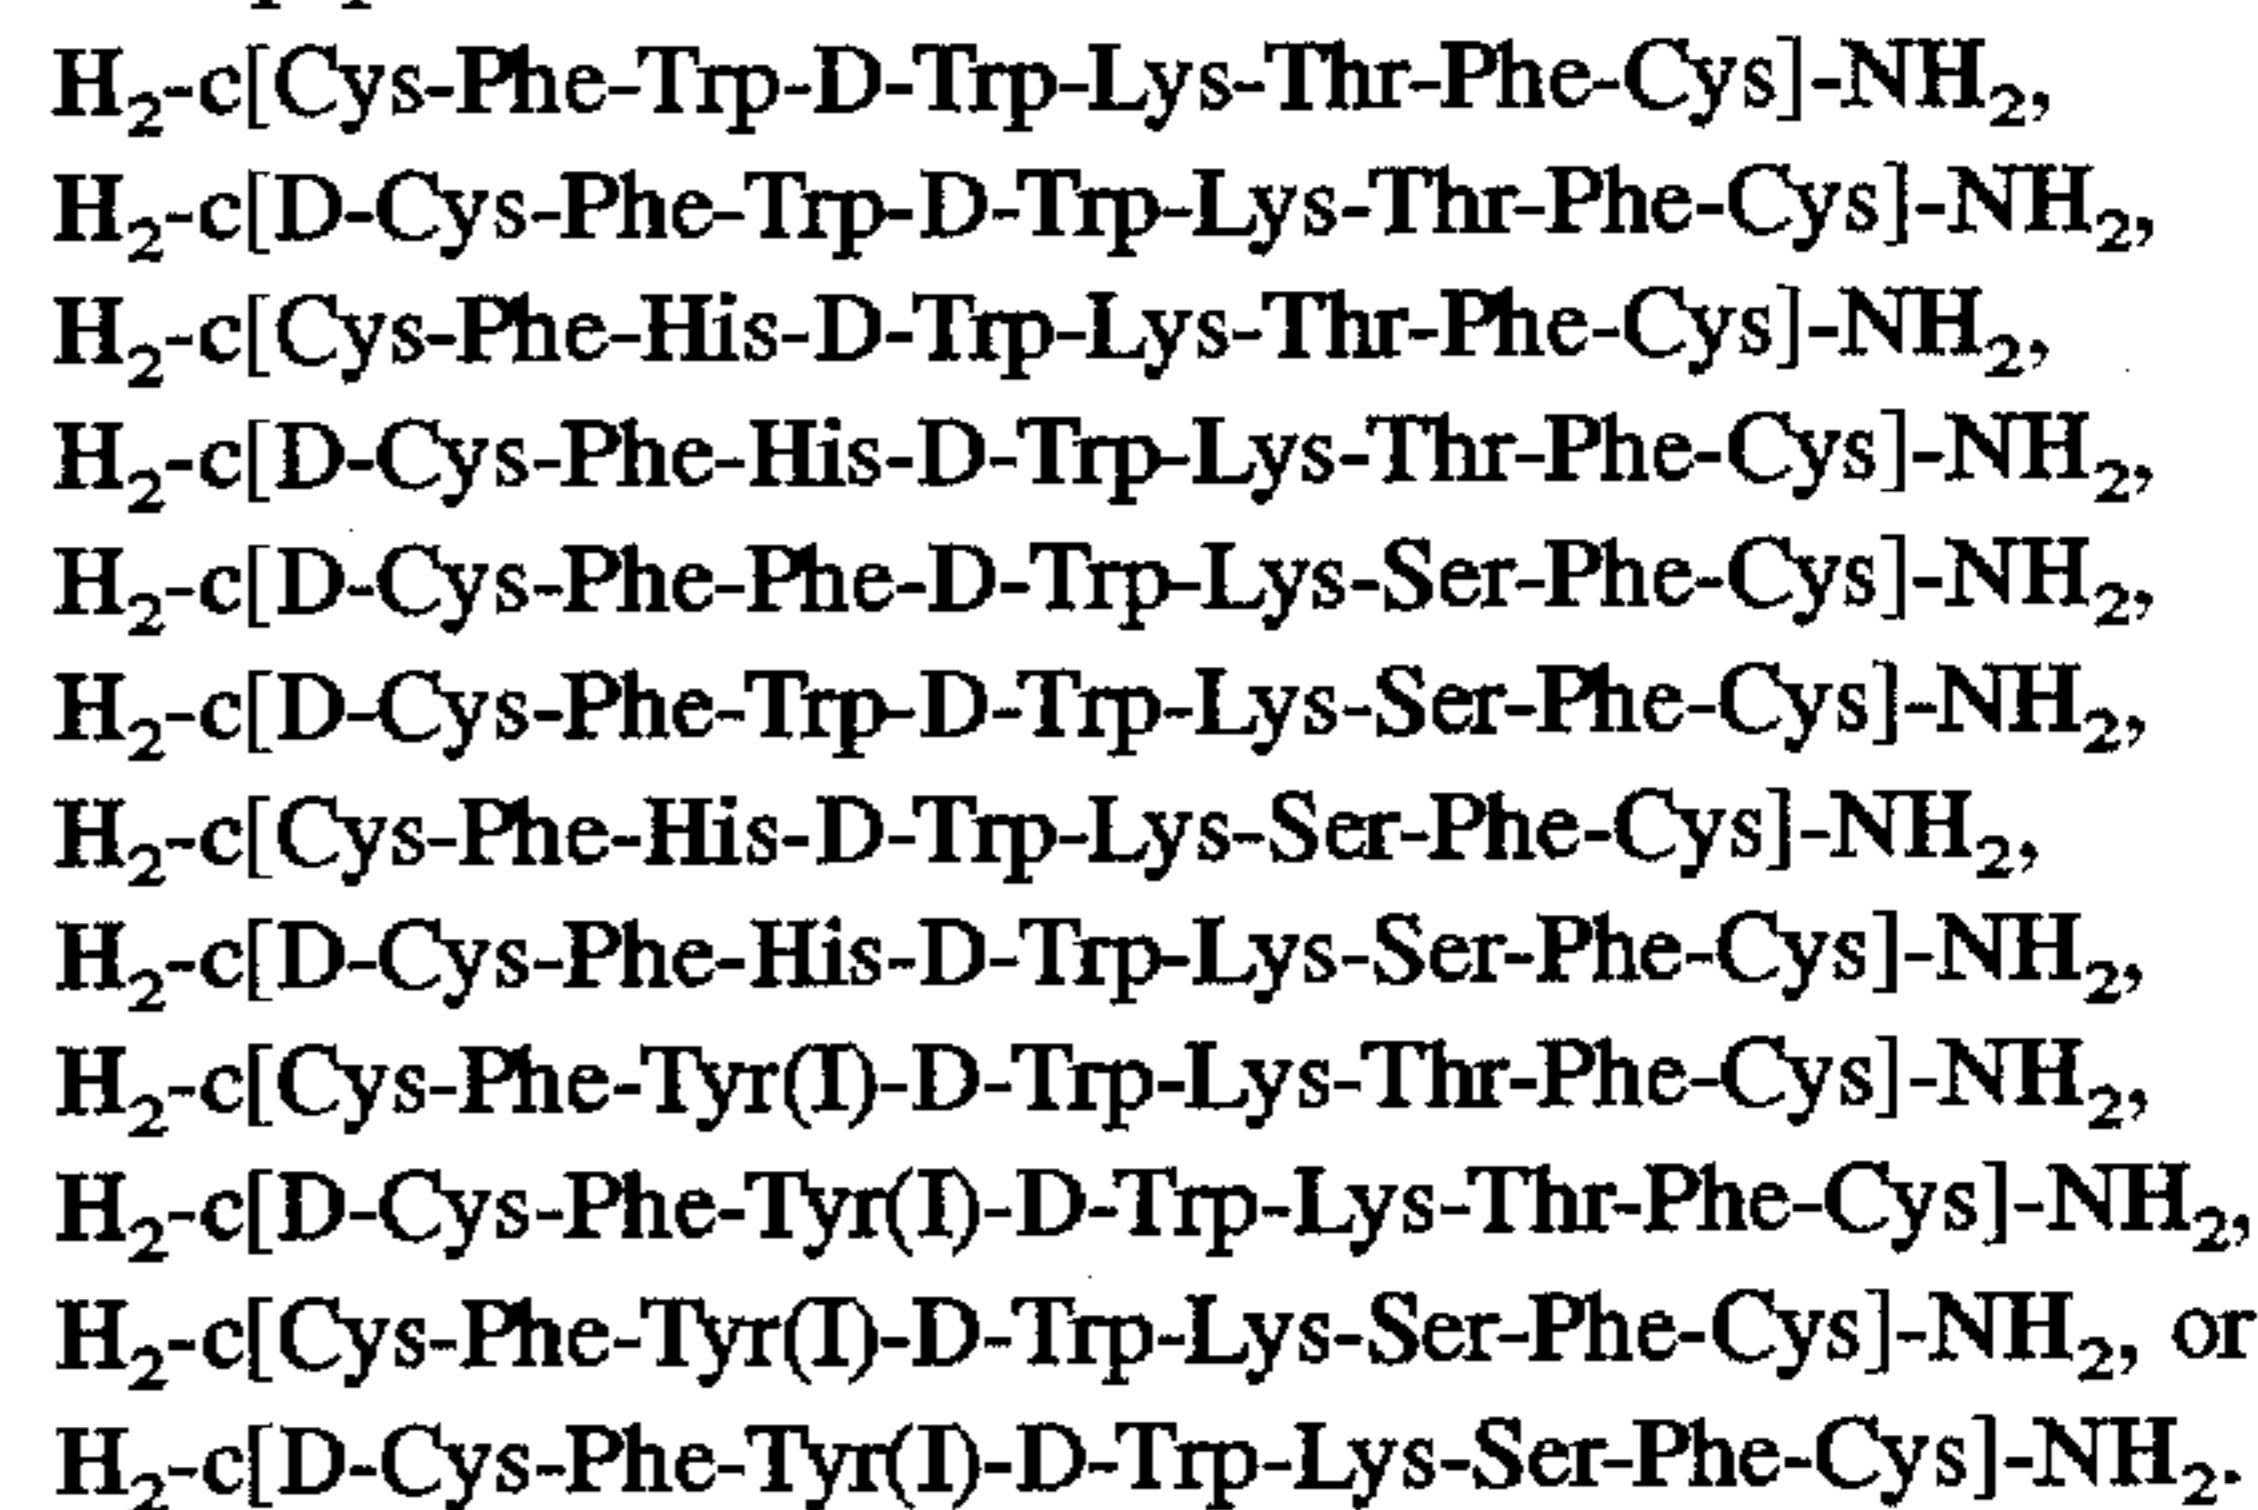 H₂-c[Cys-Phe-Trp-D-Trp-Lys-Thr-Phe-Cys]-NH₂,
H₂-c[D-Cys-Phe-Trp-D-Trp-Lys-Thr-Phe-Cys]-NH₂,
H₂-c[Cys-Phe-His-D-Trp-Lys-Thr-Phe-Cys]-NH₂,
H₂-c[D-Cys-Phe-His-D-Trp-Lys-Thr-Phe-Cys]-NH₂,
H₂-c[D-Cys-Phe-Phe-D-Trp-Lys-Ser-Phe-Cys]-NH₂,
H₂-c[D-Cys-Phe-Trp-D-Trp-Lys-Ser-Phe-Cys]-NH₂,
H₂-c[Cys-Phe-His-D-Trp-Lys-Ser-Phe-Cys]-NH₂,
H₂-c[D-Cys-Phe-His-D-Trp-Lys-Ser-Phe-Cys]-NH₂,
H₂-c[Cys-Phe-Tyr(I)-D-Trp-Lys-Thr-Phe-Cys]-NH₂,
H₂-c[D-Cys-Phe-Tyr(I)-D-Trp-Lys-Thr-Phe-Cys]-NH₂,
H₂-c[Cys-Phe-Tyr(I)-D-Trp-Lys-Ser-Phe-Cys]-NH₂, or
H₂-c[D-Cys-Phe-Tyr(I)-D-Trp-Lys-Ser-Phe-Cys]-NH₂.